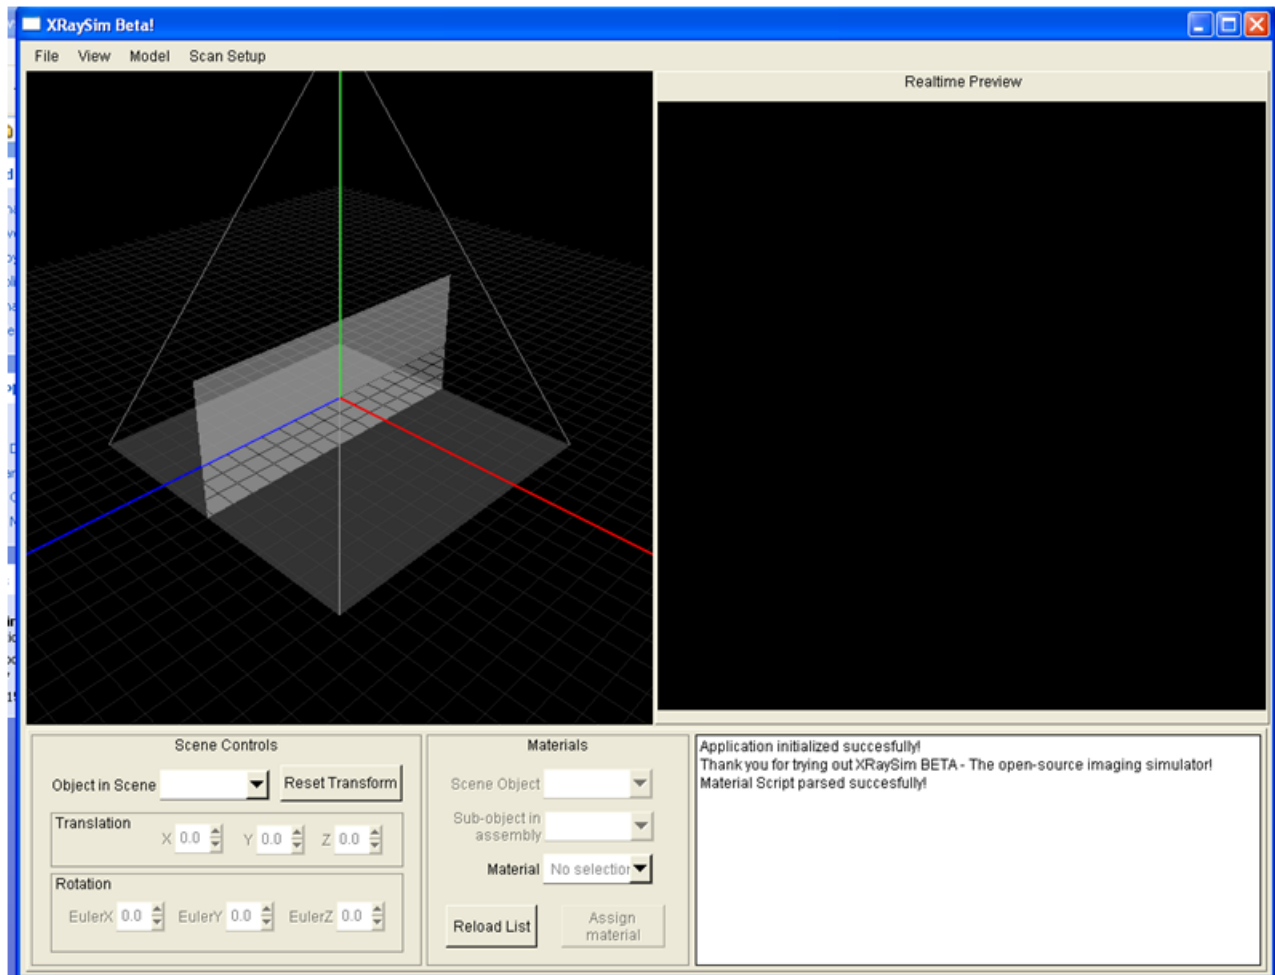 XRaySim Beta!
File View Model Scan Setup
Realtime Preview
Scene Controls
Object in Scene
Reset Transform
Translation
X 0.0 Y 0.0 Z 0.0
Rotation
EulerX 0.0 EulerY 0.0 EulerZ 0.0
Materials
Scene Object
Sub-object in
assembly
Material No selection
Reload List
Assign
material
Application initialized succesfully!
Thank you for trying out XRaySim BETA - The open-source imaging simulator!
Material Script parsed succesfully!